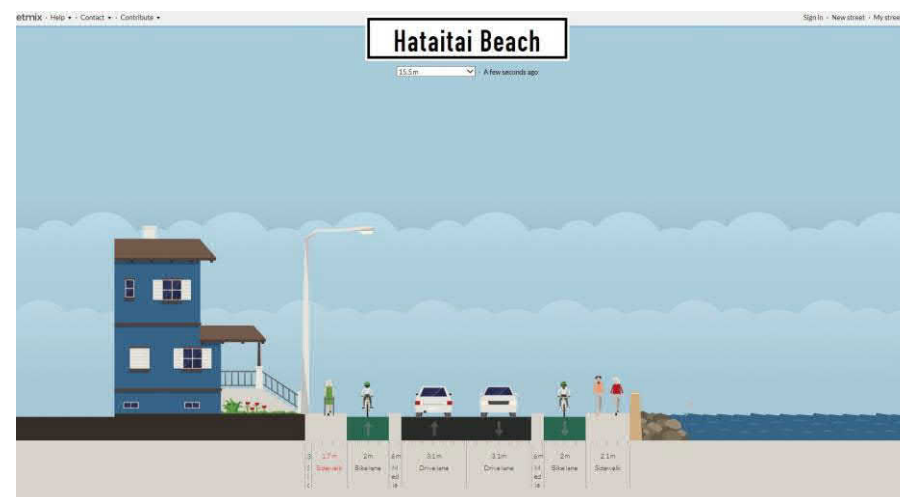 etmix · Help ▾ · Contact ▾ · Contribute ▾
Sign In · New street · My stree
Hataitai Beach
15.5m · A few seconds ago
1.7m 2m 3.1m 3.1m 2m 2.1m
Sidewalk Bike lane Drive lane Drive lane Bike lane Sidewalk